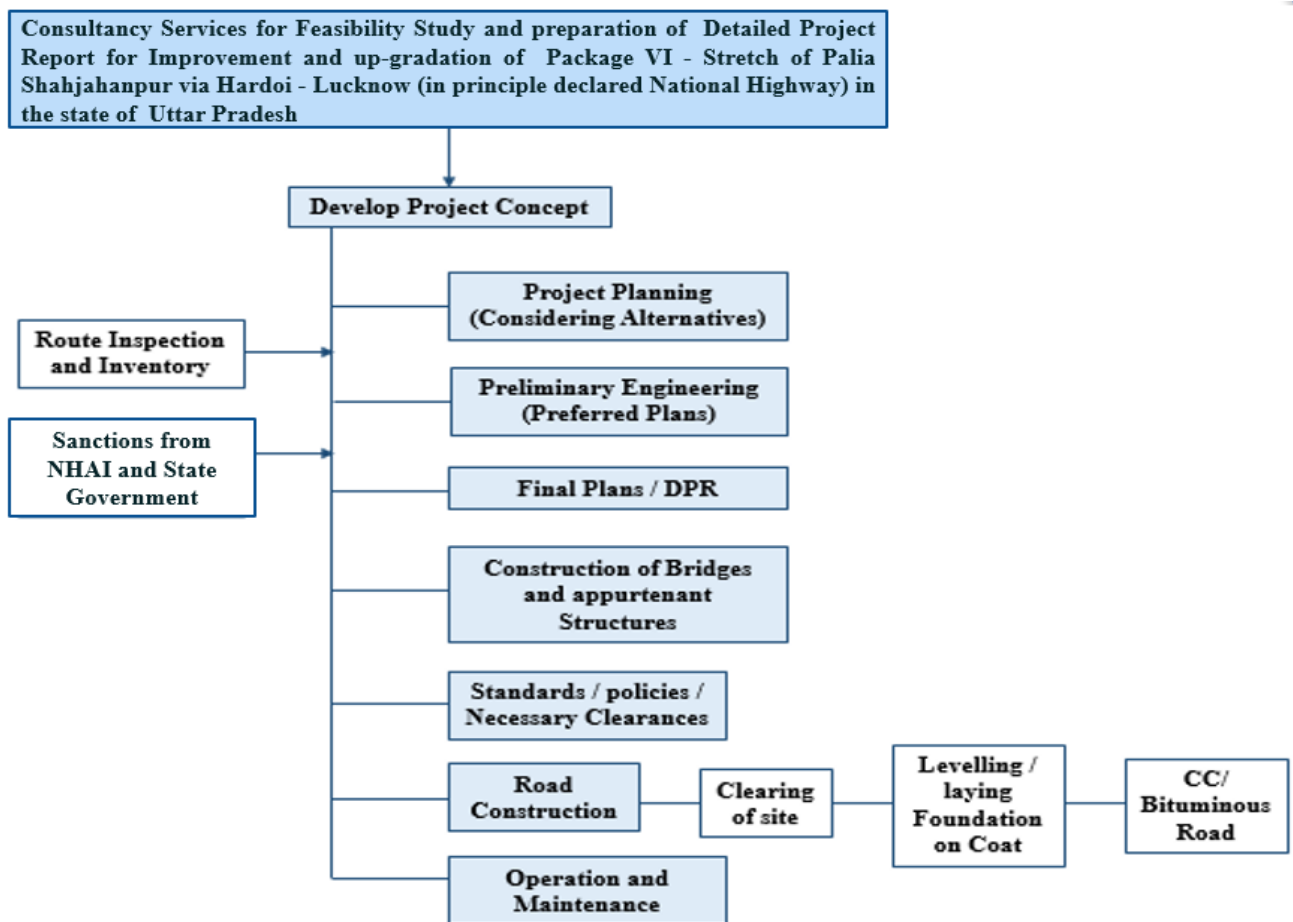 Consultancy Services for Feasibility Study and preparation of Detailed Project
Report for Improvement and up-gradation of Package VI - Stretch of Palia
Shahjahanpur via Hardoi - Lucknow (in principle declared National Highway) in
the state of Uttar Pradesh
Develop Project Concept
Project Planning
(Considering Alternatives)
Route Inspection
and Inventory
Preliminary Engineering
(Preferred Plans)
Sanctions from
NHAI and State
Government
Final Plans / DPR
Construction of Bridges
and appurtenant
Structures
Standards / policies /
Necessary Clearances
Road
Construction
Clearing
of site
Levelling /
laying
Foundation
on Coat
CC/
Bituminous
Road
Operation and
Maintenance